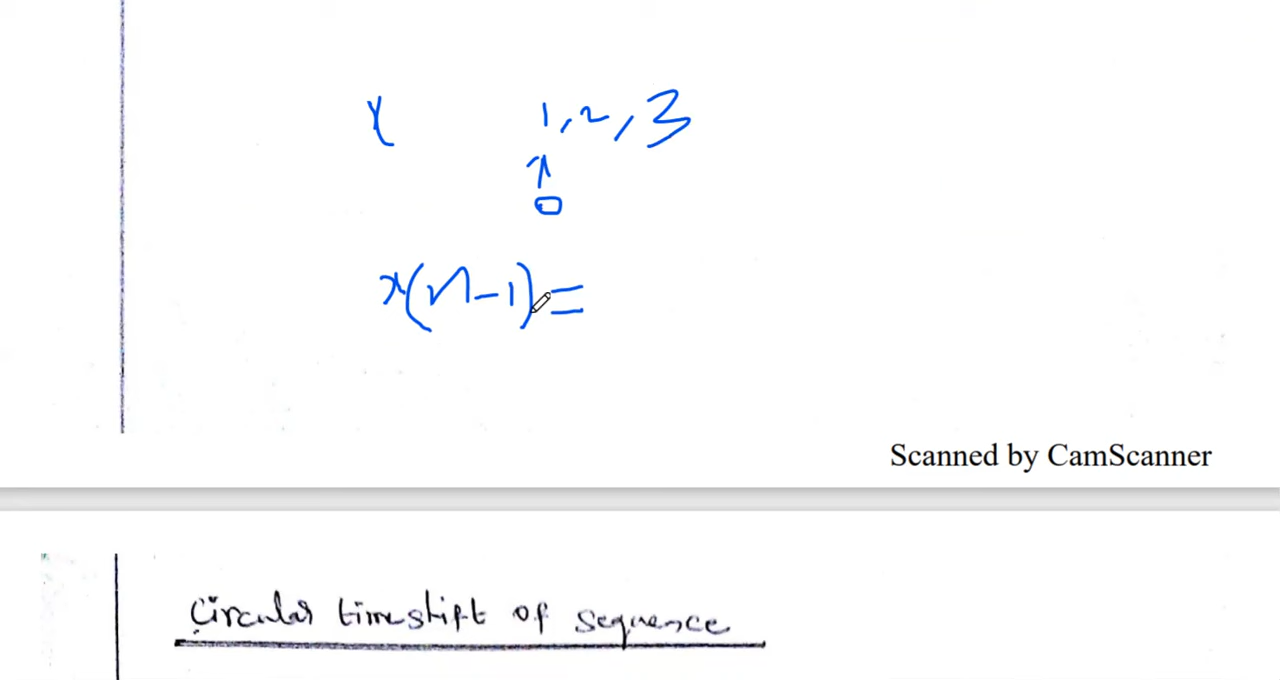 x 1, 2, 3
↑
0
x(n-1) =
Scanned by CamScanner
Circular timeshift of sequence